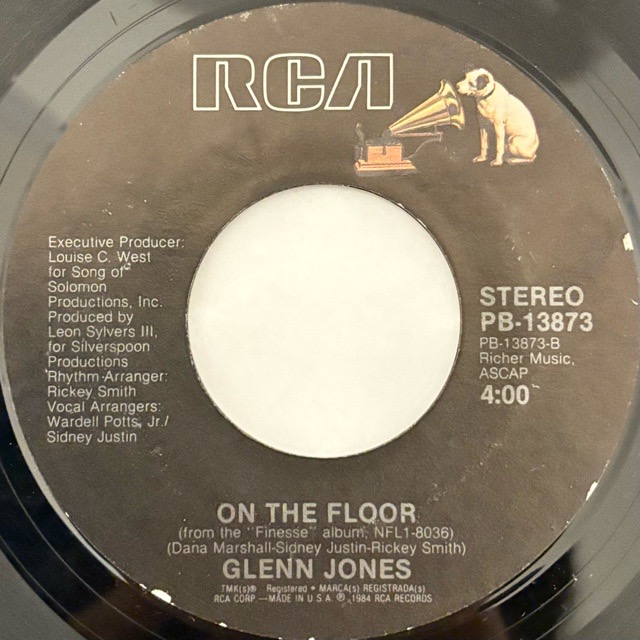 RCA
Executive Producer:
Louise C. West
for Song of
Solomon
Productions, Inc.
Produced by
Leon Sylvers III,
for Silverspoon
Productions
Rhythm Arranger:
Rickey Smith
Vocal Arrangers:
Wardell Potts, Jr./
Sidney Justin
STEREO
PB-13873
PB-13873-B
Richer Music,
ASCAP
4:00
ON THE FLOOR
(from the "Finesse" album, NFL1-8036)
(Dana Marshall-Sidney Justin-Rickey Smith)
GLENN JONES
TMK(s)® Registered • MARCA(s) REGISTRADA(s)
RCA CORP —MADE IN U.S.A. ℗ 1984 RCA RECORDS